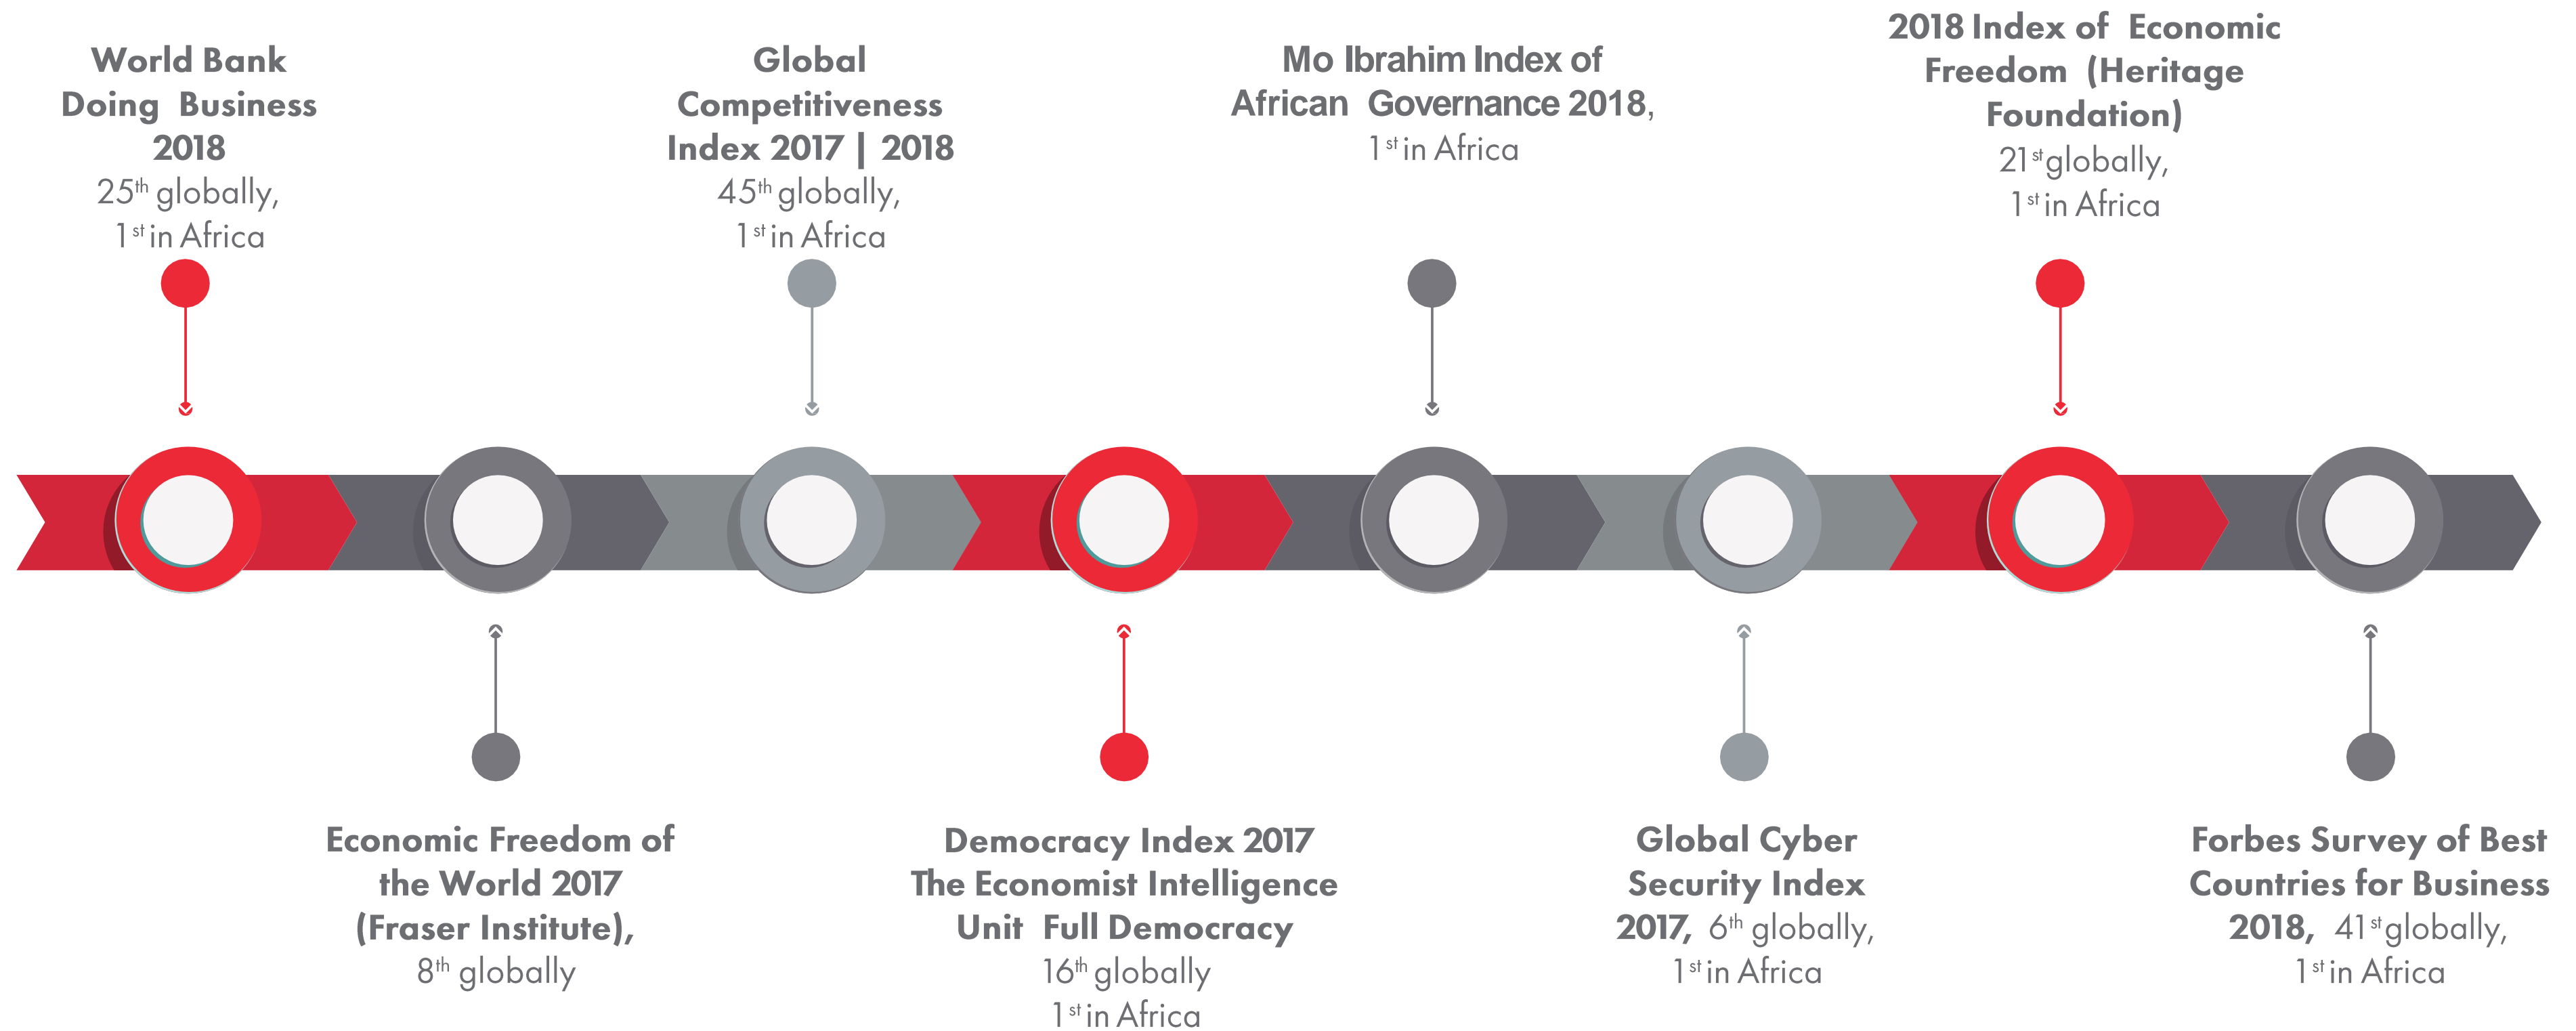 World Bank
Doing Business
2018
25th globally,
1st in Africa
Global
Competitiveness
Index 2017 | 2018
45th globally,
1st in Africa
Mo Ibrahim Index of
African Governance 2018,
1st in Africa
2018 Index of Economic
Freedom (Heritage
Foundation)
21st globally,
1st in Africa
Economic Freedom of
the World 2017
(Fraser Institute),
8th globally
Democracy Index 2017
The Economist Intelligence
Unit Full Democracy
16th globally
1st in Africa
Global Cyber
Security Index
2017, 6th globally,
1st in Africa
Forbes Survey of Best
Countries for Business
2018, 41st globally,
1st in Africa